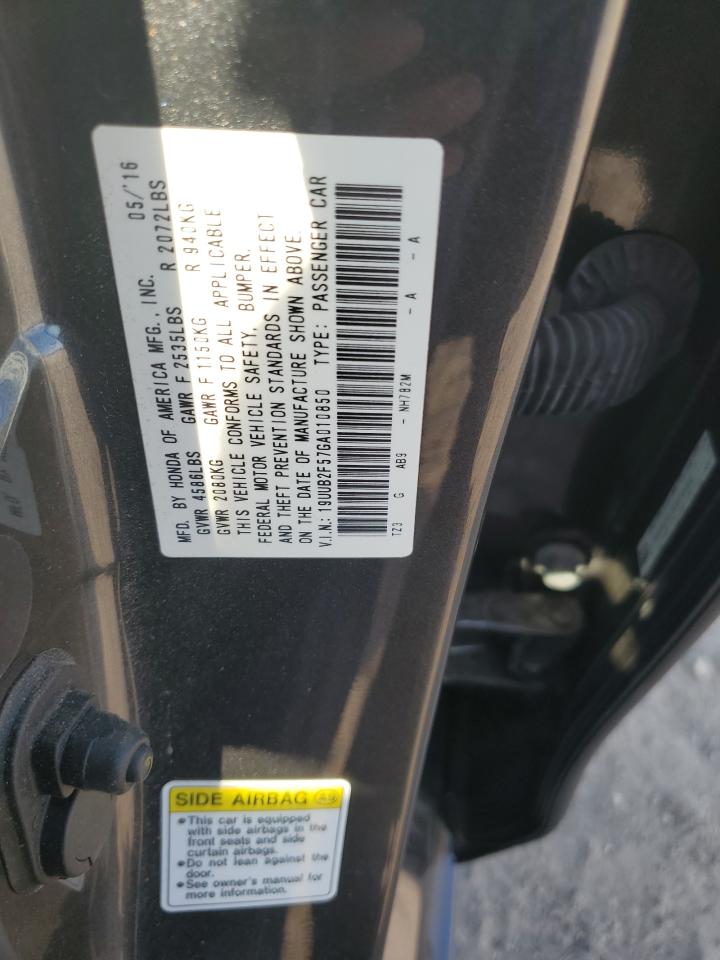 MFD. BY HONDA OF AMERICA MFG., INC. 05/'16
GVWR 4586LBS GAWR F 2535LBS R 2072LBS
GVWR 2080KG GAWR F 1150KG R 940KG
THIS VEHICLE CONFORMS TO ALL APPLICABLE
FEDERAL MOTOR VEHICLE SAFETY, BUMPER,
AND THEFT PREVENTION STANDARDS IN EFFECT
ON THE DATE OF MANUFACTURE SHOWN ABOVE.
V.I.N.: 19UUB2F57GA010850 TYPE: PASSENGER CAR
TZ3 G AB9 - NH782M -A -A
SIDE AIRBAG
•This car is equipped
with side airbags in the
front seats and side
curtain airbags.
•Do not lean against the
door.
•See owner's manual for
more information.